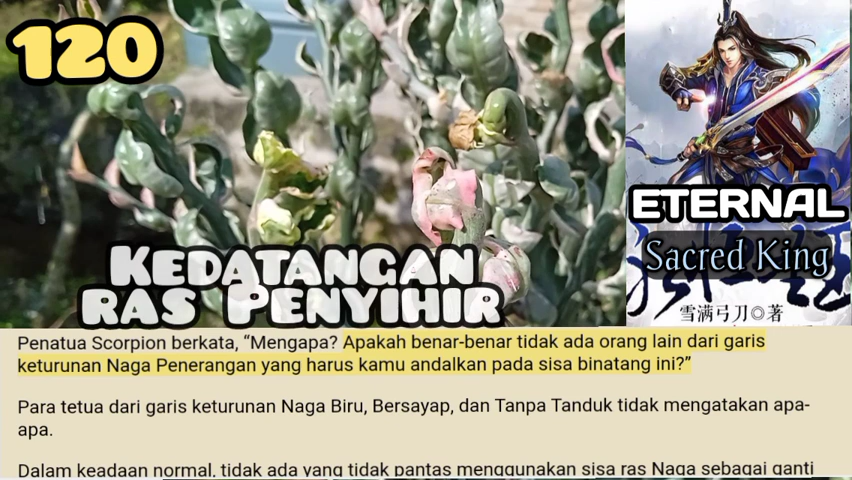 120
ETERNAL
Sacred King
雪满弓刀◎著
KEDATANGAN
RAS PENYIHIR
Penatua Scorpion berkata, “Mengapa? Apakah benar-benar tidak ada orang lain dari garis
keturunan Naga Penerangan yang harus kamu andalkan pada sisa binatang ini?”
Para tetua dari garis keturunan Naga Biru, Bersayap, dan Tanpa Tanduk tidak mengatakan apa-
apa.
Dalam keadaan normal, tidak ada yang tidak pantas menggunakan sisa ras Naga sebagai ganti